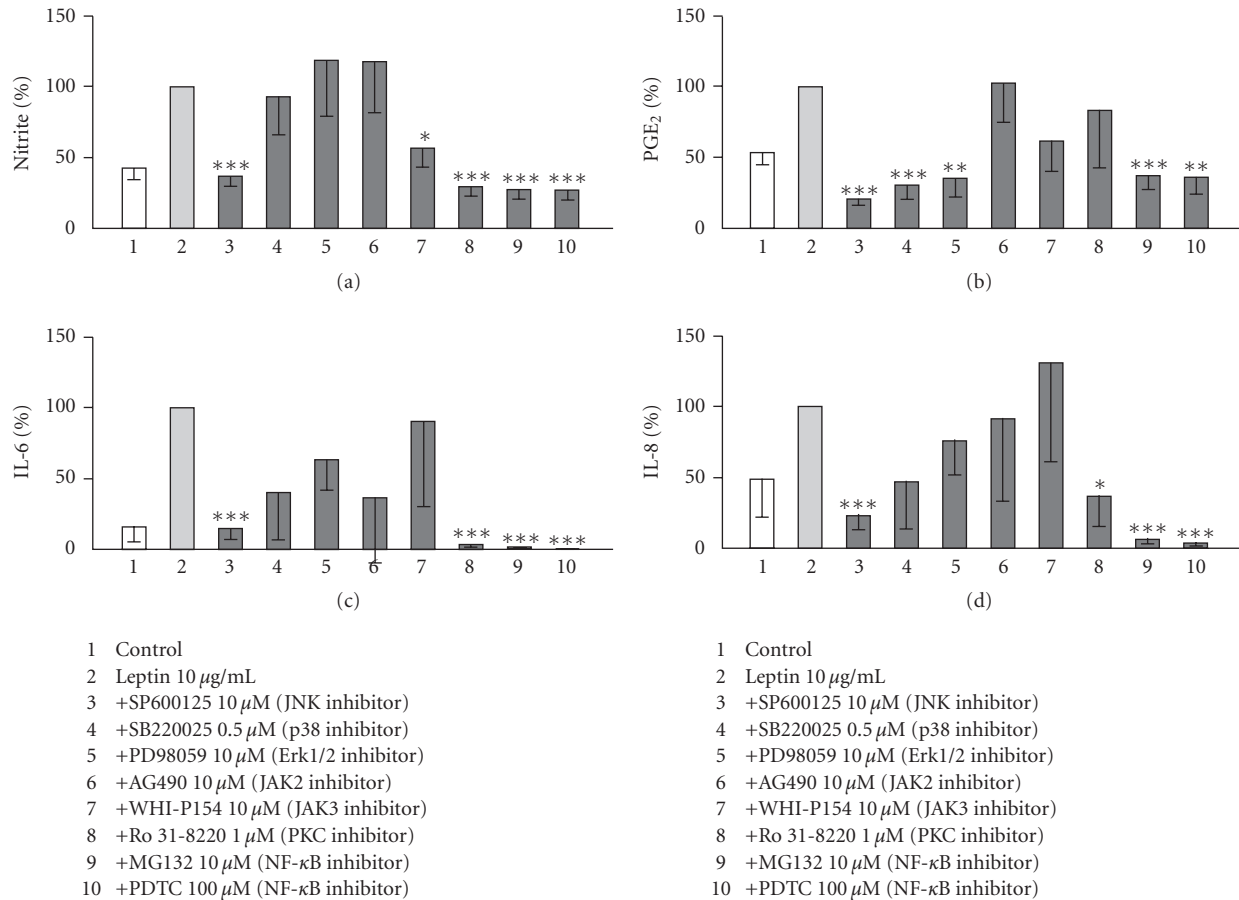 150
100
50
0
Nitrite (%)
*** * *** *** ***
1 2 3 4 5 6 7 8 9 10
(a)
150
100
50
0
PGE₂ (%)
*** *** ** *** **
1 2 3 4 5 6 7 8 9 10
(b)
150
100
50
0
IL-6 (%)
*** *** *** ***
1 2 3 4 5 6 7 8 9 10
(c)
150
100
50
0
IL-8 (%)
*** * *** ***
1 2 3 4 5 6 7 8 9 10
(d)
1 Control
2 Leptin 10 μg/mL
3 +SP600125 10 μM (JNK inhibitor)
4 +SB220025 0.5 μM (p38 inhibitor)
5 +PD98059 10 μM (Erk1/2 inhibitor)
6 +AG490 10 μM (JAK2 inhibitor)
7 +WHI-P154 10 μM (JAK3 inhibitor)
8 +Ro 31-8220 1 μM (PKC inhibitor)
9 +MG132 10 μM (NF-κB inhibitor)
10 +PDTC 100 μM (NF-κB inhibitor)
1 Control
2 Leptin 10 μg/mL
3 +SP600125 10 μM (JNK inhibitor)
4 +SB220025 0.5 μM (p38 inhibitor)
5 +PD98059 10 μM (Erk1/2 inhibitor)
6 +AG490 10 μM (JAK2 inhibitor)
7 +WHI-P154 10 μM (JAK3 inhibitor)
8 +Ro 31-8220 1 μM (PKC inhibitor)
9 +MG132 10 μM (NF-κB inhibitor)
10 +PDTC 100 μM (NF-κB inhibitor)